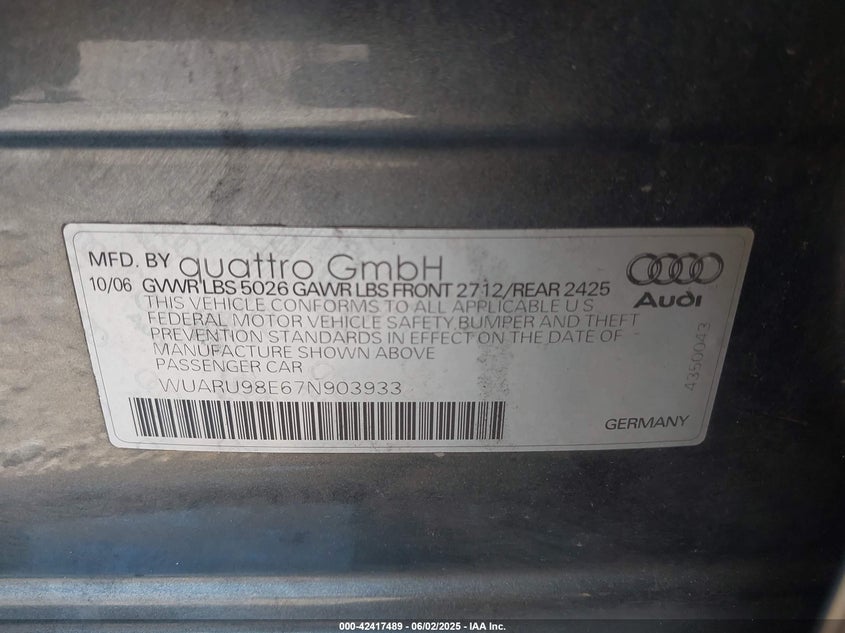 MFD. BY quattro GmbH
10/06 GVWR LBS 5026 GAWR LBS FRONT 2712/REAR 2425
THIS VEHICLE CONFORMS TO ALL APPLICABLE U S
FEDERAL MOTOR VEHICLE SAFETY, BUMPER AND THEFT
PREVENTION STANDARDS IN EFFECT ON THE DATE OF
MANUFACTURE SHOWN ABOVE
PASSENGER CAR
WUARU98E67N903933
Audi
4350043
GERMANY
000-42417489 - 06/02/2025 - IAA Inc.